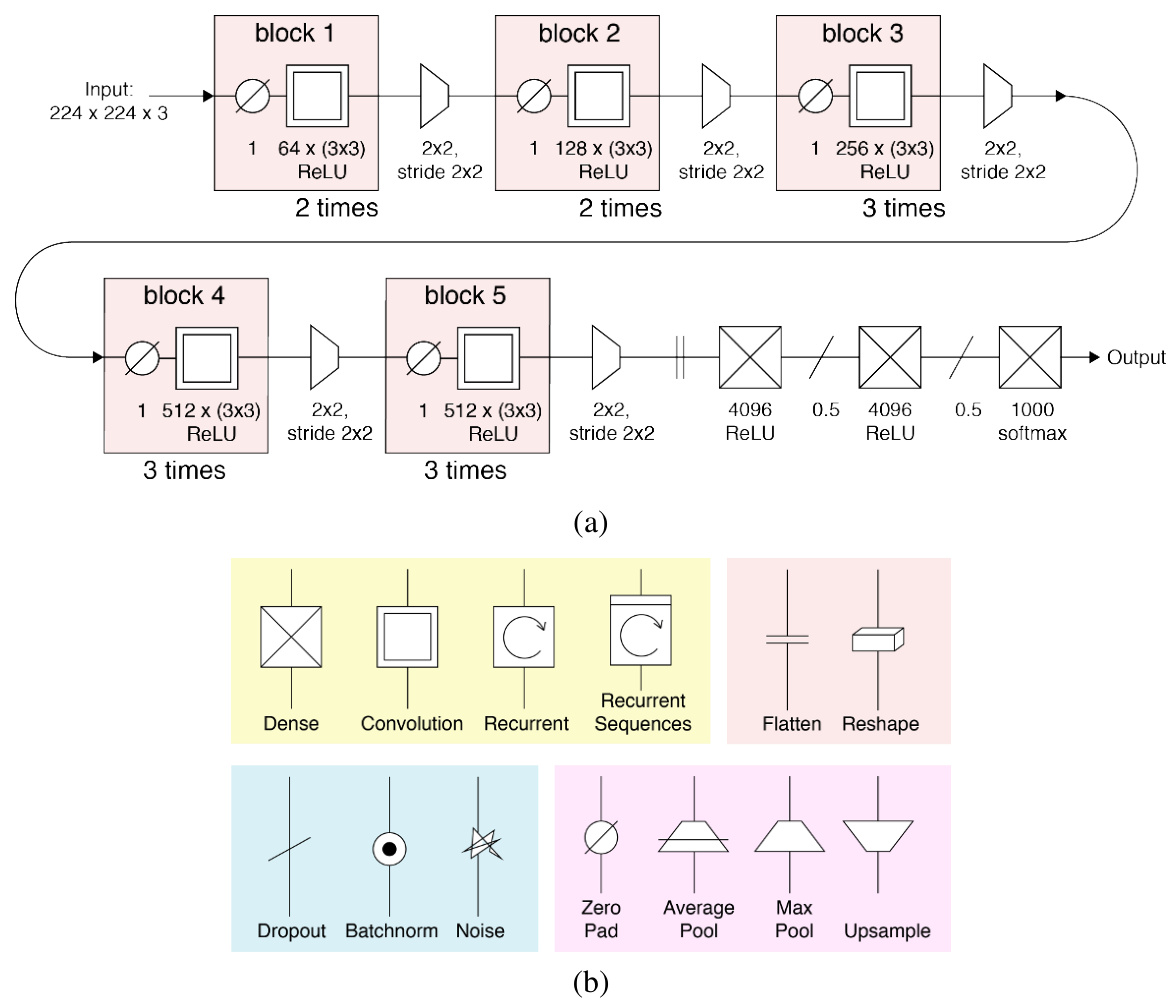 block 1
block 2
block 3
Input:
224 x 224 x 3
1 64 x (3x3)
ReLU
2x2,
stride 2x2
1 128 x (3x3)
ReLU
2x2,
stride 2x2
1 256 x (3x3)
ReLU
2x2,
stride 2x2
2 times
2 times
3 times
block 4
block 5
Output
1 512 x (3x3)
ReLU
2x2,
stride 2x2
1 512 x (3x3)
ReLU
2x2,
stride 2x2
4096
ReLU
0.5
4096
ReLU
0.5
1000
softmax
3 times
3 times
(a)
Dense
Convolution
Recurrent
Recurrent
Sequences
Flatten
Reshape
Dropout
Batchnorm
Noise
Zero
Pad
Average
Pool
Max
Pool
Upsample
(b)